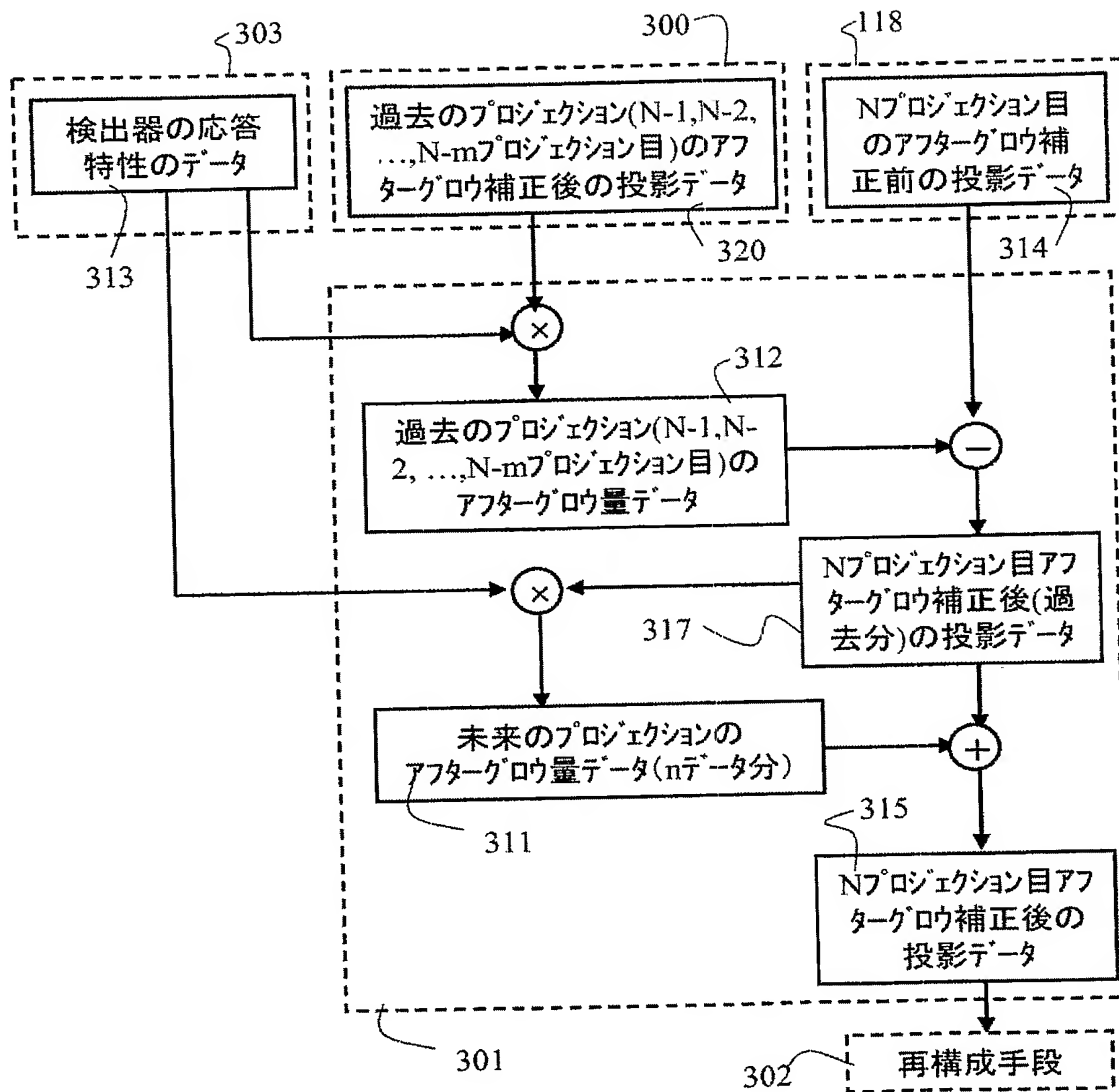 303
300
118
検出器の応答
特性のデータ
過去のプロジェクション(N-1,N-2,
…,N-mプロジェクション目)のアフ
ターグロウ補正後の投影データ
Nプロジェクション目
のアフターグロウ補
正前の投影データ
313
320
314
×
312
過去のプロジェクション(N-1,N-
2, …,N-mプロジェクション目)の
アフターグロウ量データ
−
×
Nプロジェクション目アフ
ターグロウ補正後(過
去分)の投影データ
317
未来のプロジェクションの
アフターグロウ量データ(nデータ分)
+
311
315
Nプロジェクション目アフ
ターグロウ補正後の
投影データ
301
302
再構成手段